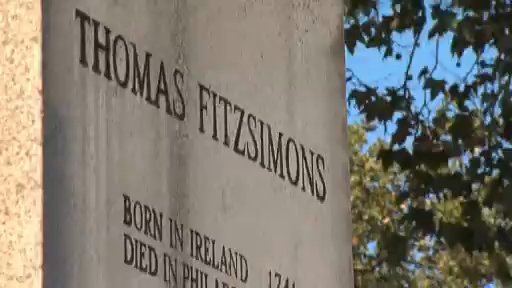 THOMAS FITZSIMONS
BORN IN IRELAND
DIED IN